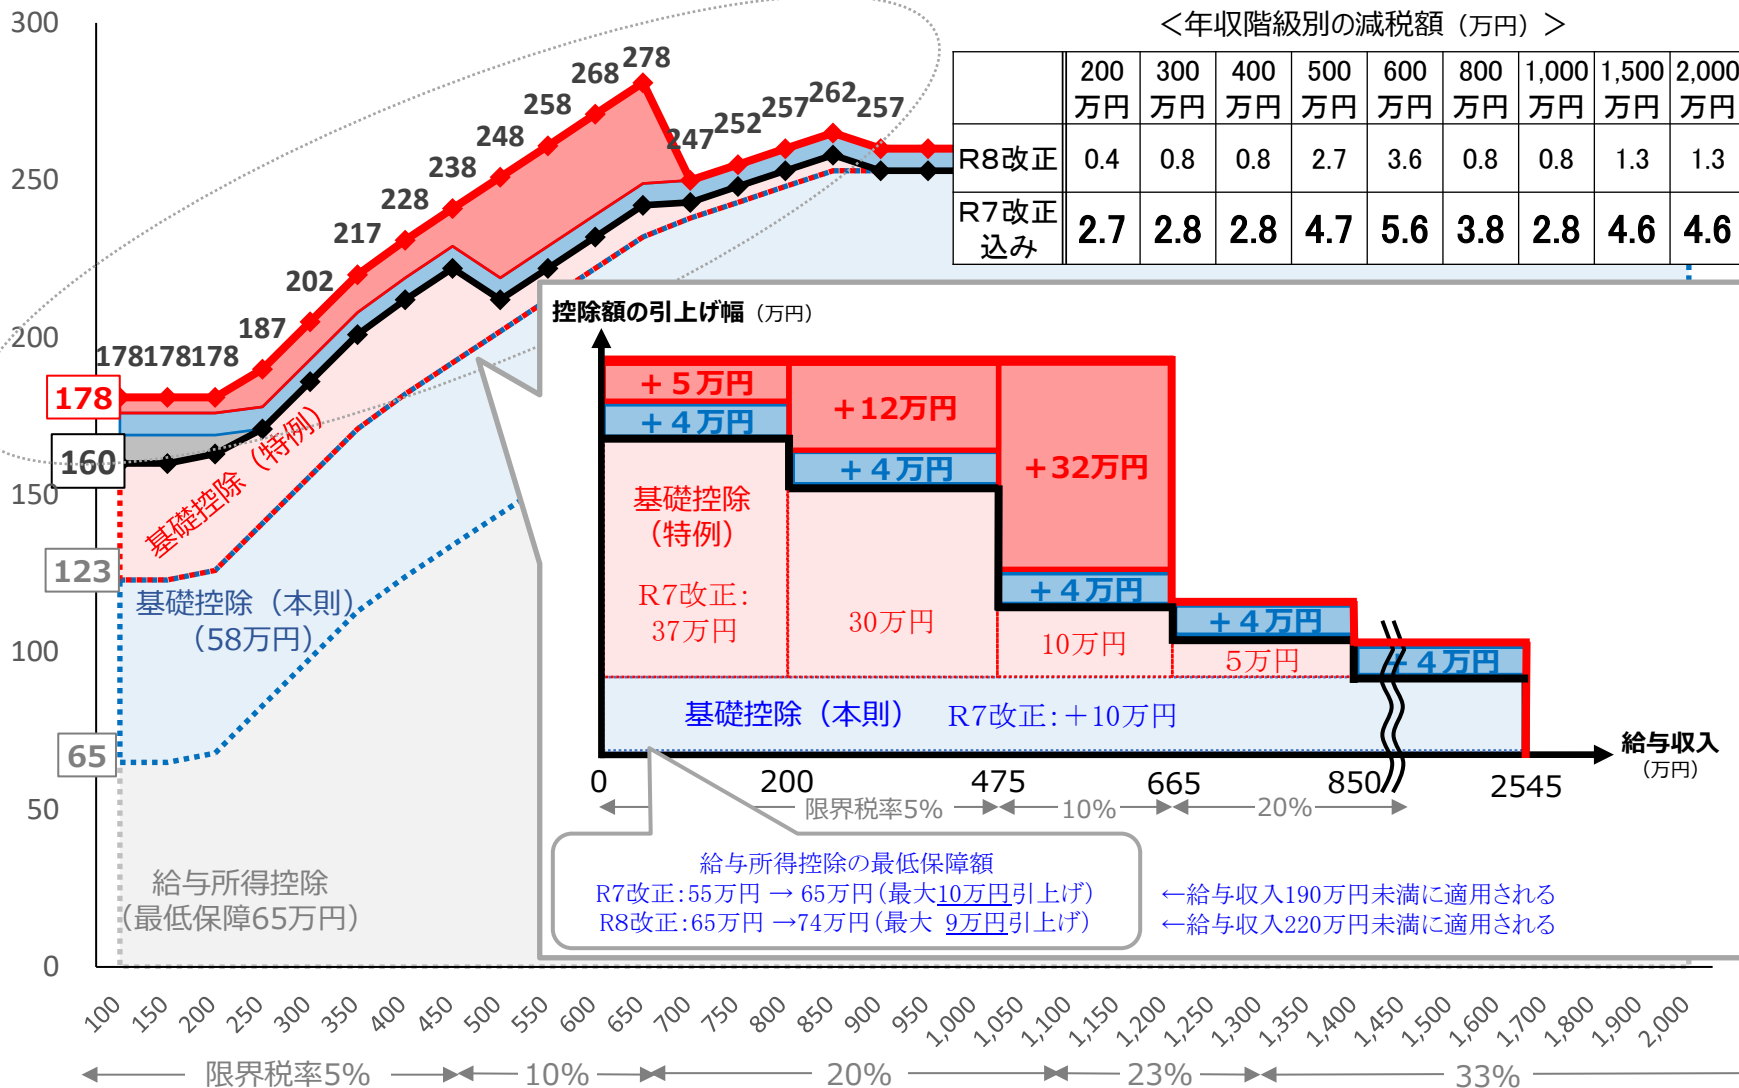 ＜年収階級別の減税額（万円）＞
200万円 300万円 400万円 500万円 600万円 800万円 1,000万円 1,500万円 2,000万円
R8改正 0.4 0.8 0.8 2.7 3.6 0.8 0.8 1.3 1.3
R7改正込み 2.7 2.8 2.8 4.7 5.6 3.8 2.8 4.6 4.6
300
250
200
150
100
50
0
178 178 178 187 202 217 228 238 248 258 268 278 247 252 257 262 257
178
160
123
65
基礎控除（特例）
基礎控除（本則）
（58万円）
給与所得控除
（最低保障65万円）
控除額の引上げ幅（万円）
＋５万円
＋４万円
＋12万円
＋４万円
＋32万円
＋４万円
＋４万円
＋４万円
基礎控除
（特例）
R7改正：
37万円
30万円
10万円
5万円
基礎控除（本則） R7改正：＋10万円
給与収入
（万円）
0 200 475 665 850 2545
限界税率5% 10% 20%
給与所得控除の最低保障額
R7改正：55万円 → 65万円（最大10万円引上げ）
R8改正：65万円 →74万円（最大 9万円引上げ）
←給与収入190万円未満に適用される
←給与収入220万円未満に適用される
100 150 200 250 300 350 400 450 500 550 600 650 700 750 800 850 900 950 1,000 1,050 1,100 1,150 1,200 1,250 1,300 1,350 1,400 1,450 1,500 1,600 1,700 1,800 1,900 2,000
限界税率5% 10% 20% 23% 33%